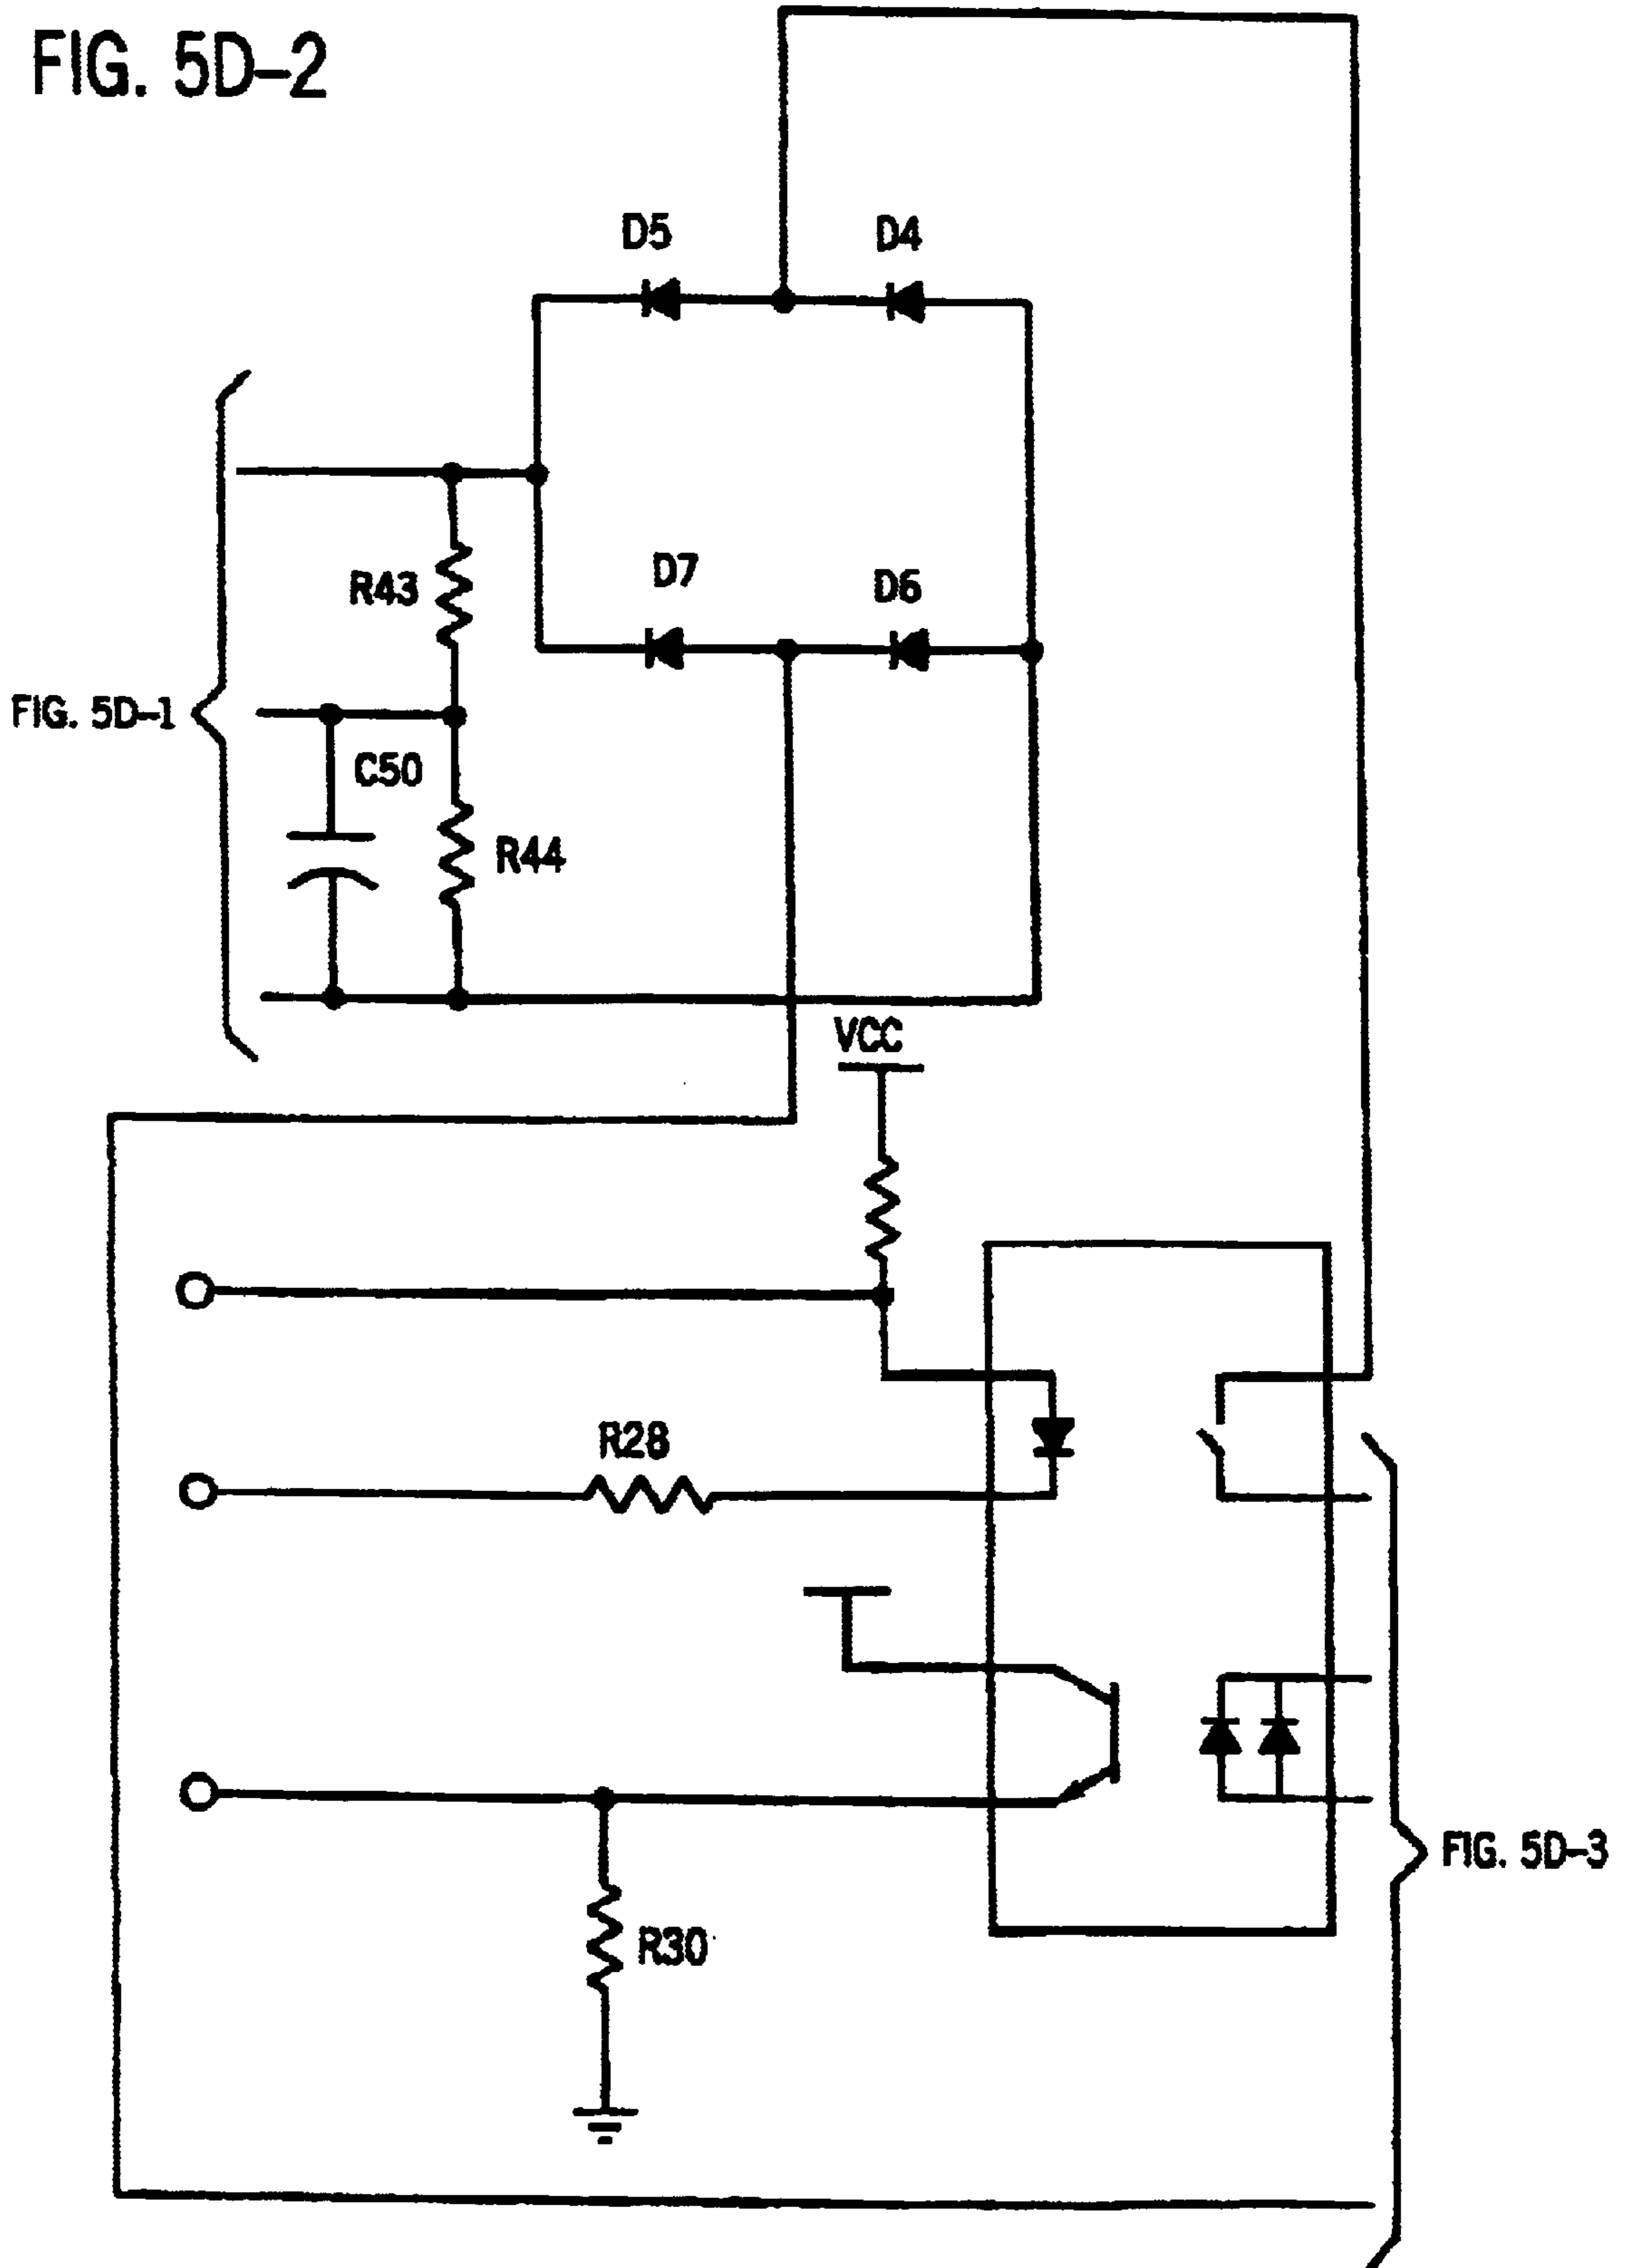 FIG. 5D-2
D5
D4
R43
D7
D6
FIG. 5D-1
C50
R44
VCC
R28
FIG. 5D-3
R30